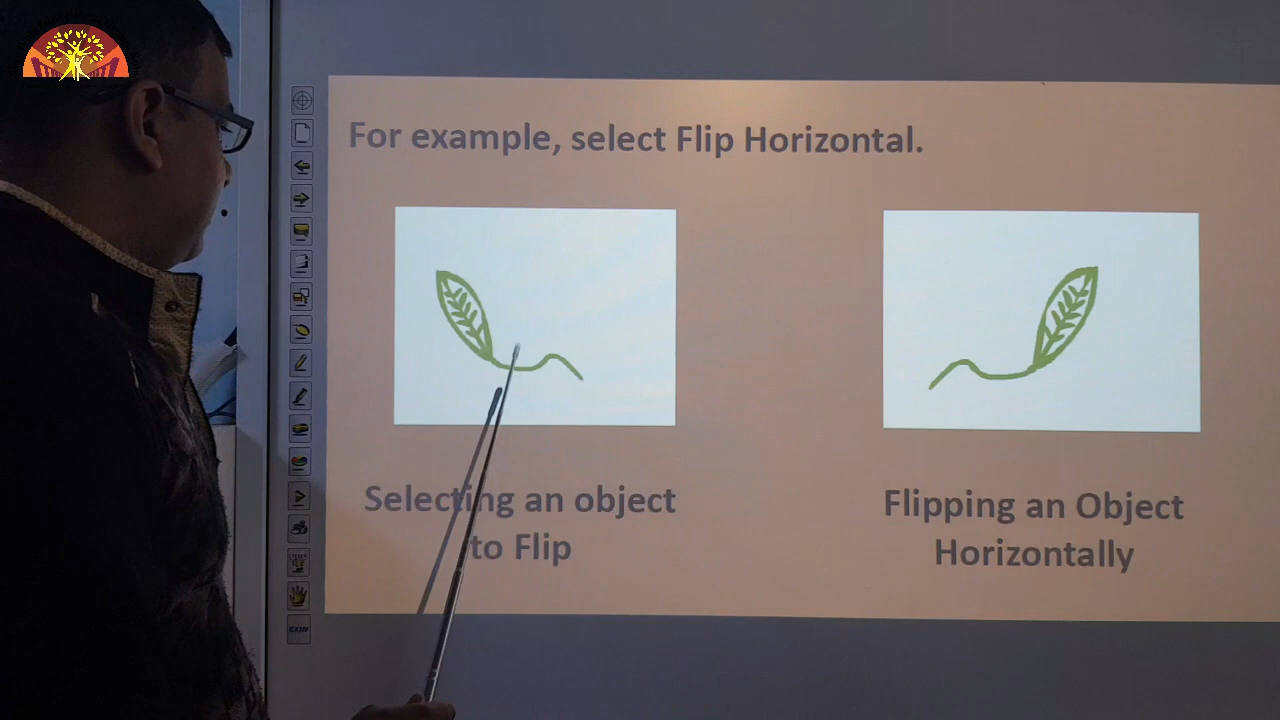 For example, select Flip Horizontal.
Selecting an object
to Flip
Flipping an Object
Horizontally